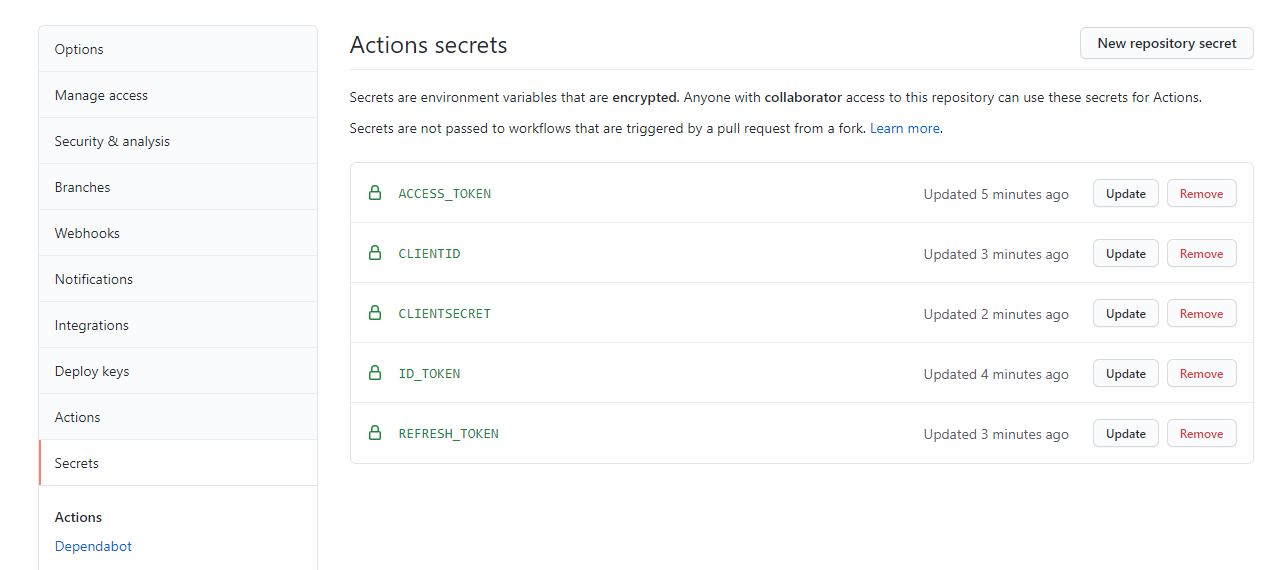 Options
Manage access
Security & analysis
Branches
Webhooks
Notifications
Integrations
Deploy keys
Actions
Secrets
Actions
Dependabot
Actions secrets
New repository secret
Secrets are environment variables that are encrypted. Anyone with collaborator access to this repository can use these secrets for Actions.
Secrets are not passed to workflows that are triggered by a pull request from a fork. Learn more.
ACCESS_TOKEN Updated 5 minutes ago Update Remove
CLIENTID Updated 3 minutes ago Update Remove
CLIENTSECRET Updated 2 minutes ago Update Remove
ID_TOKEN Updated 4 minutes ago Update Remove
REFRESH_TOKEN Updated 3 minutes ago Update Remove